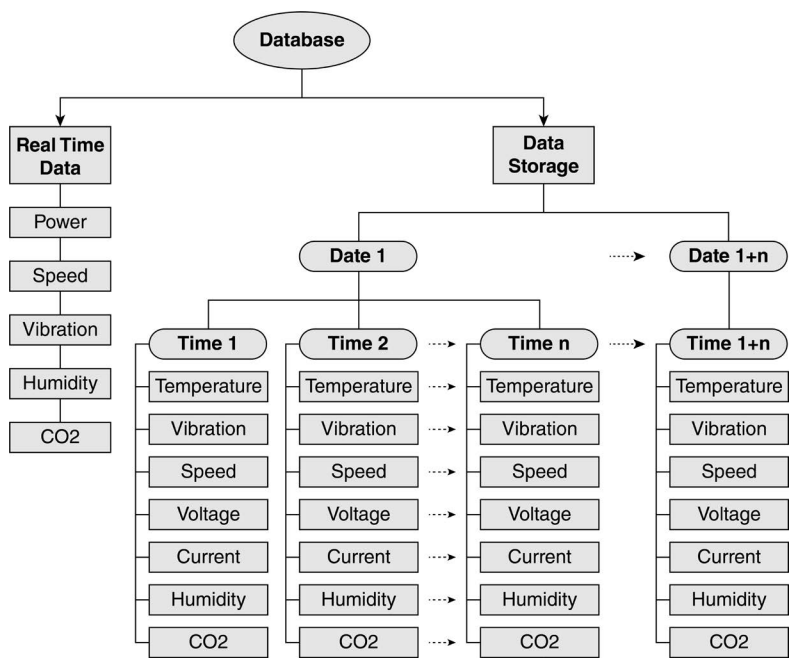 Database
Real Time
Data
Data
Storage
Power
Speed
Vibration
Humidity
CO2
Date 1
Date 1+n
Time 1
Time 2
Time n
Time 1+n
Temperature
Temperature
Temperature
Temperature
Vibration
Vibration
Vibration
Vibration
Speed
Speed
Speed
Speed
Voltage
Voltage
Voltage
Voltage
Current
Current
Current
Current
Humidity
Humidity
Humidity
Humidity
CO2
CO2
CO2
CO2